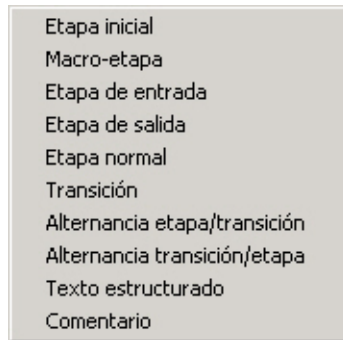 Etapa inicial
Macro-etapa
Etapa de entrada
Etapa de salida
Etapa normal
Transición
Alternancia etapa/transición
Alternancia transición/etapa
Texto estructurado
Comentario